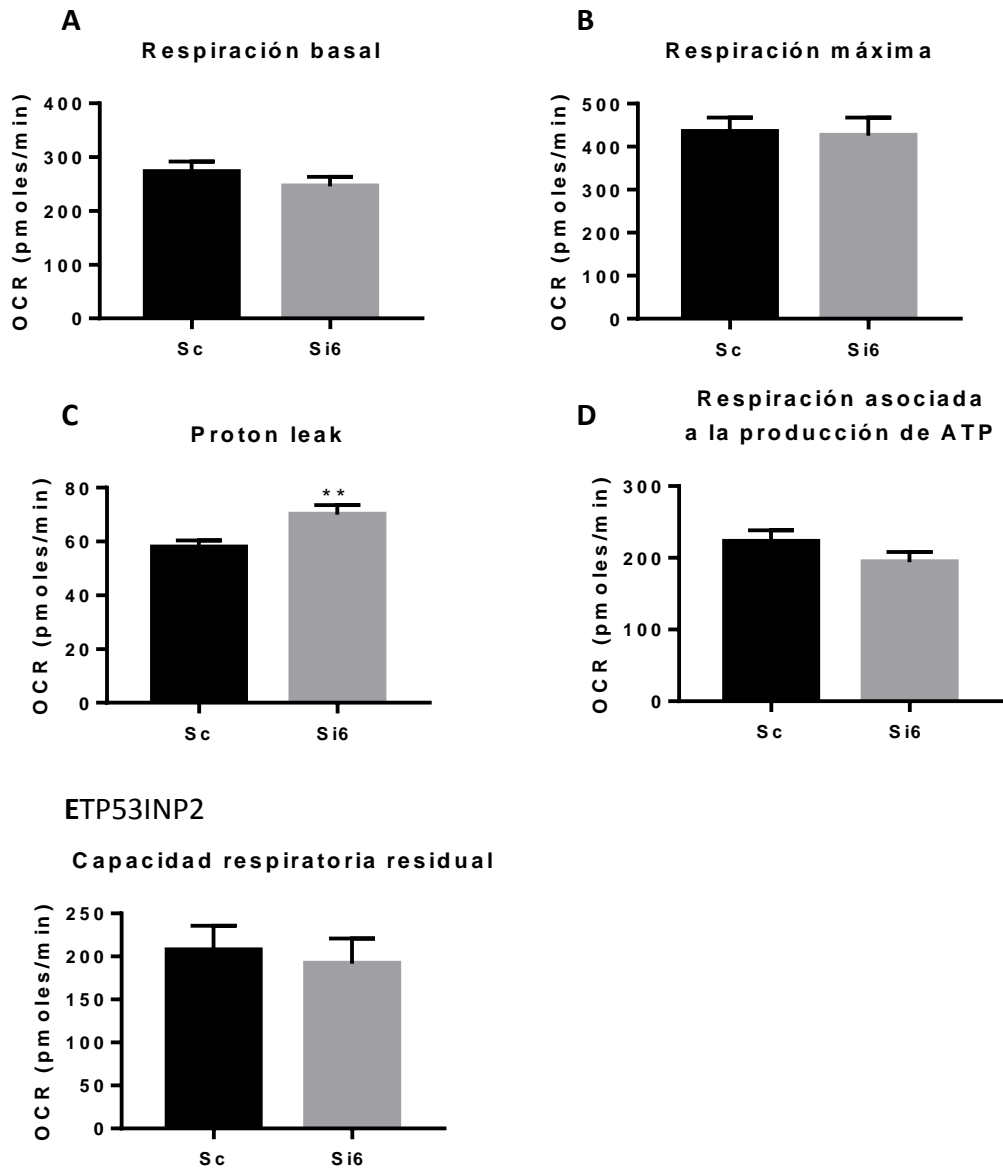 A
Respiración basal
OCR (pmoles/min)
400
300
200
100
0
Sc
Si6
B
Respiración máxima
OCR (pmoles/min)
500
400
300
200
100
0
Sc
Si6
C
Proton leak
OCR (pmoles/min)
80
60
40
20
0
**
Sc
Si6
D
Respiración asociada
a la producción de ATP
OCR (pmoles/min)
300
200
100
0
Sc
Si6
ETP53INP2
Capacidad respiratoria residual
OCR (pmoles/min)
250
200
150
100
50
0
Sc
Si6